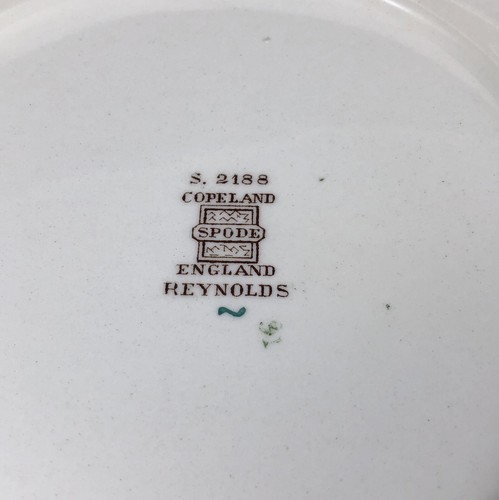 S. 2188
COPELAND
SPODE
ENGLAND
REYNOLDS